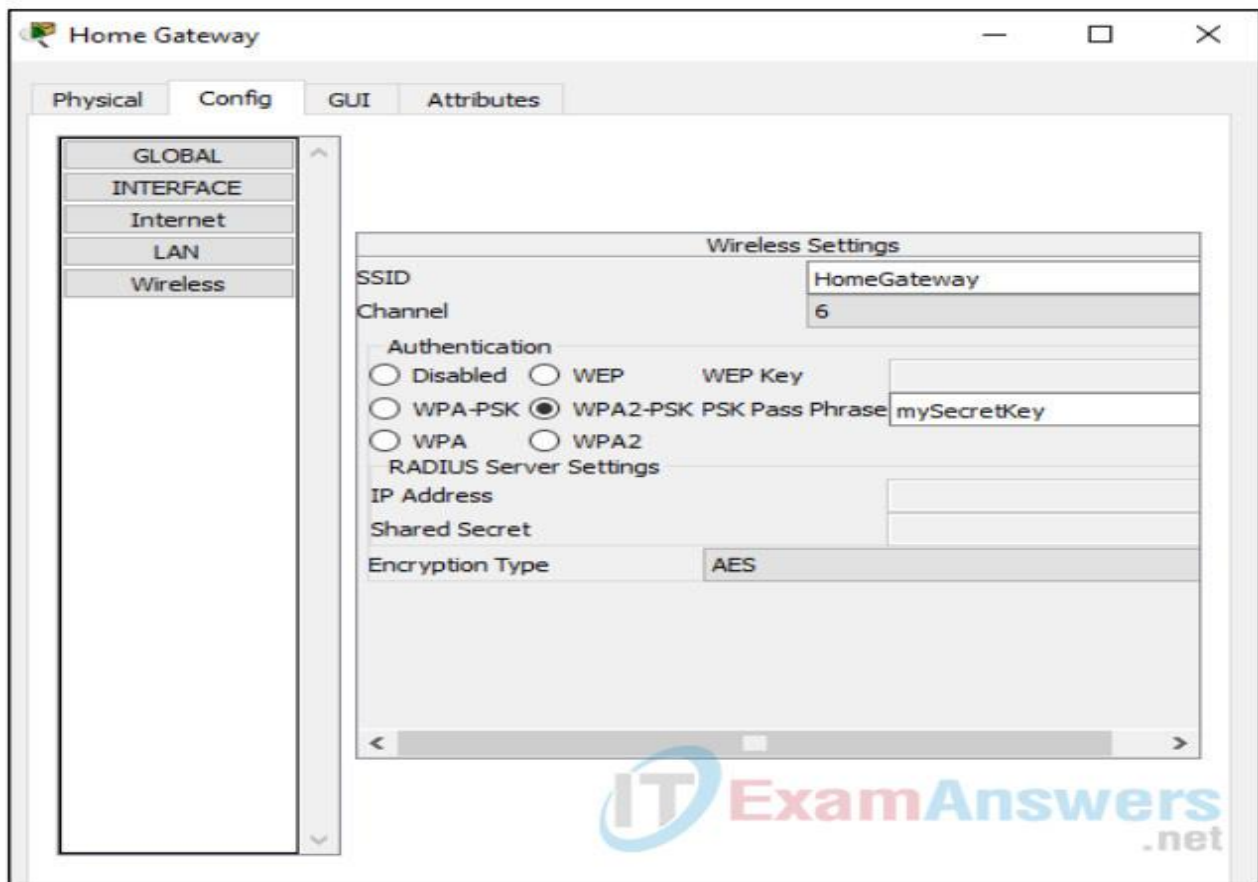 Home Gateway
Physical Config GUI Attributes
GLOBAL
INTERFACE
Internet
LAN
Wireless
Wireless Settings
SSID HomeGateway
Channel 6
Authentication
Disabled WEP WEP Key
WPA-PSK WPA2-PSK PSK Pass Phrase mySecretKey
WPA WPA2
RADIUS Server Settings
IP Address
Shared Secret
Encryption Type AES
ITExamAnswers
.net